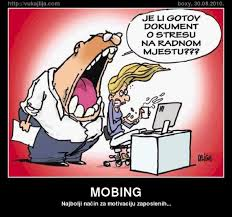 http://vukajlija.com
boxy, 30.08.2010.
JE LI GOTOV
DOKUMENT
O STRESU
NA RADNOM
MJESTU???
MOBING
Najbolji način za motivaciju zaposlenih...